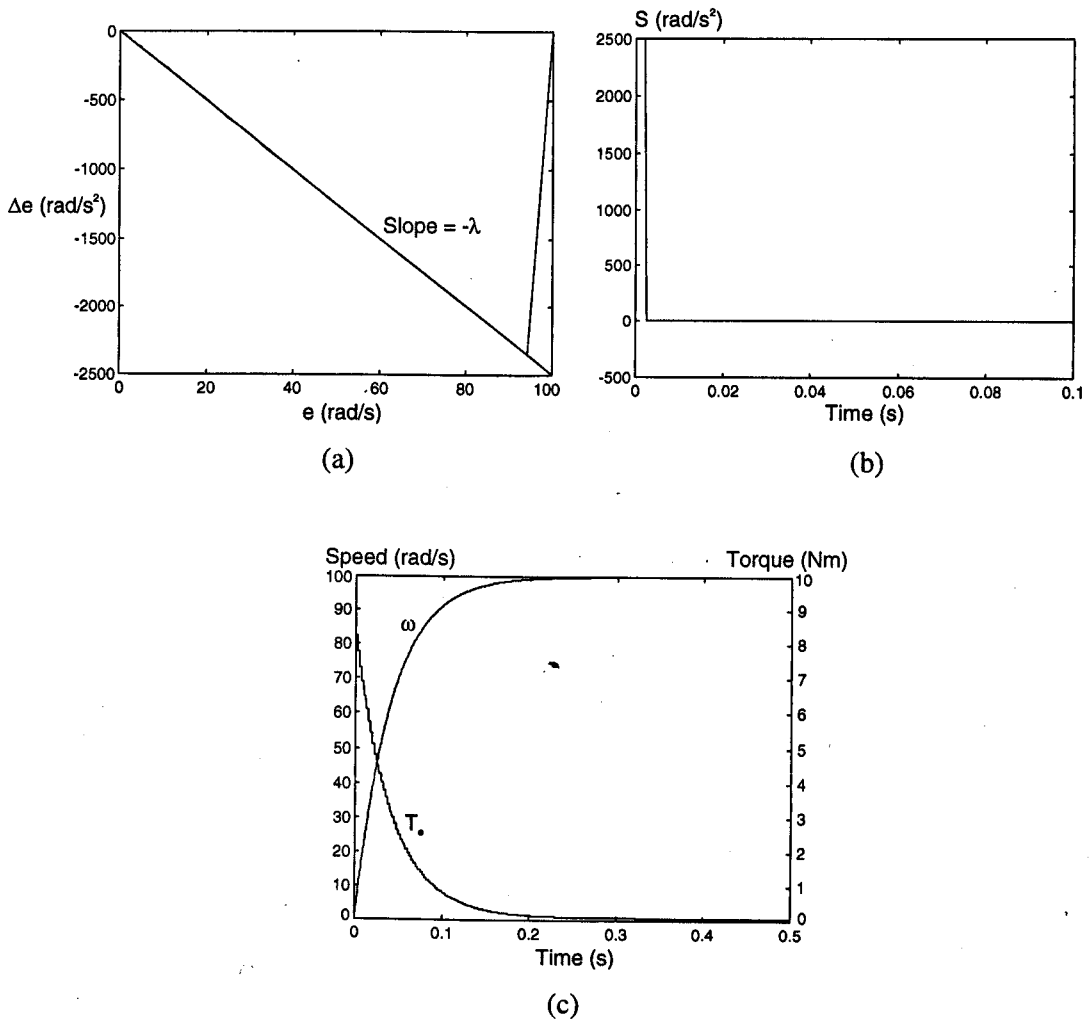 0
-500
-1000
Δe (rad/s²)
-1500
-2000
-2500
Slope = -λ
0 20 40 60 80 100
e (rad/s)
(a)
S (rad/s²)
2500
2000
1500
1000
500
0
-500
0 0.02 0.04 0.06 0.08 0.1
Time (s)
(b)
Speed (rad/s) Torque (Nm)
100 10
90 9
80 8
70 7
60 6
50 5
40 4
30 3
20 2
10 1
0 0
ω
Tₑ
0 0.1 0.2 0.3 0.4 0.5
Time (s)
(c)